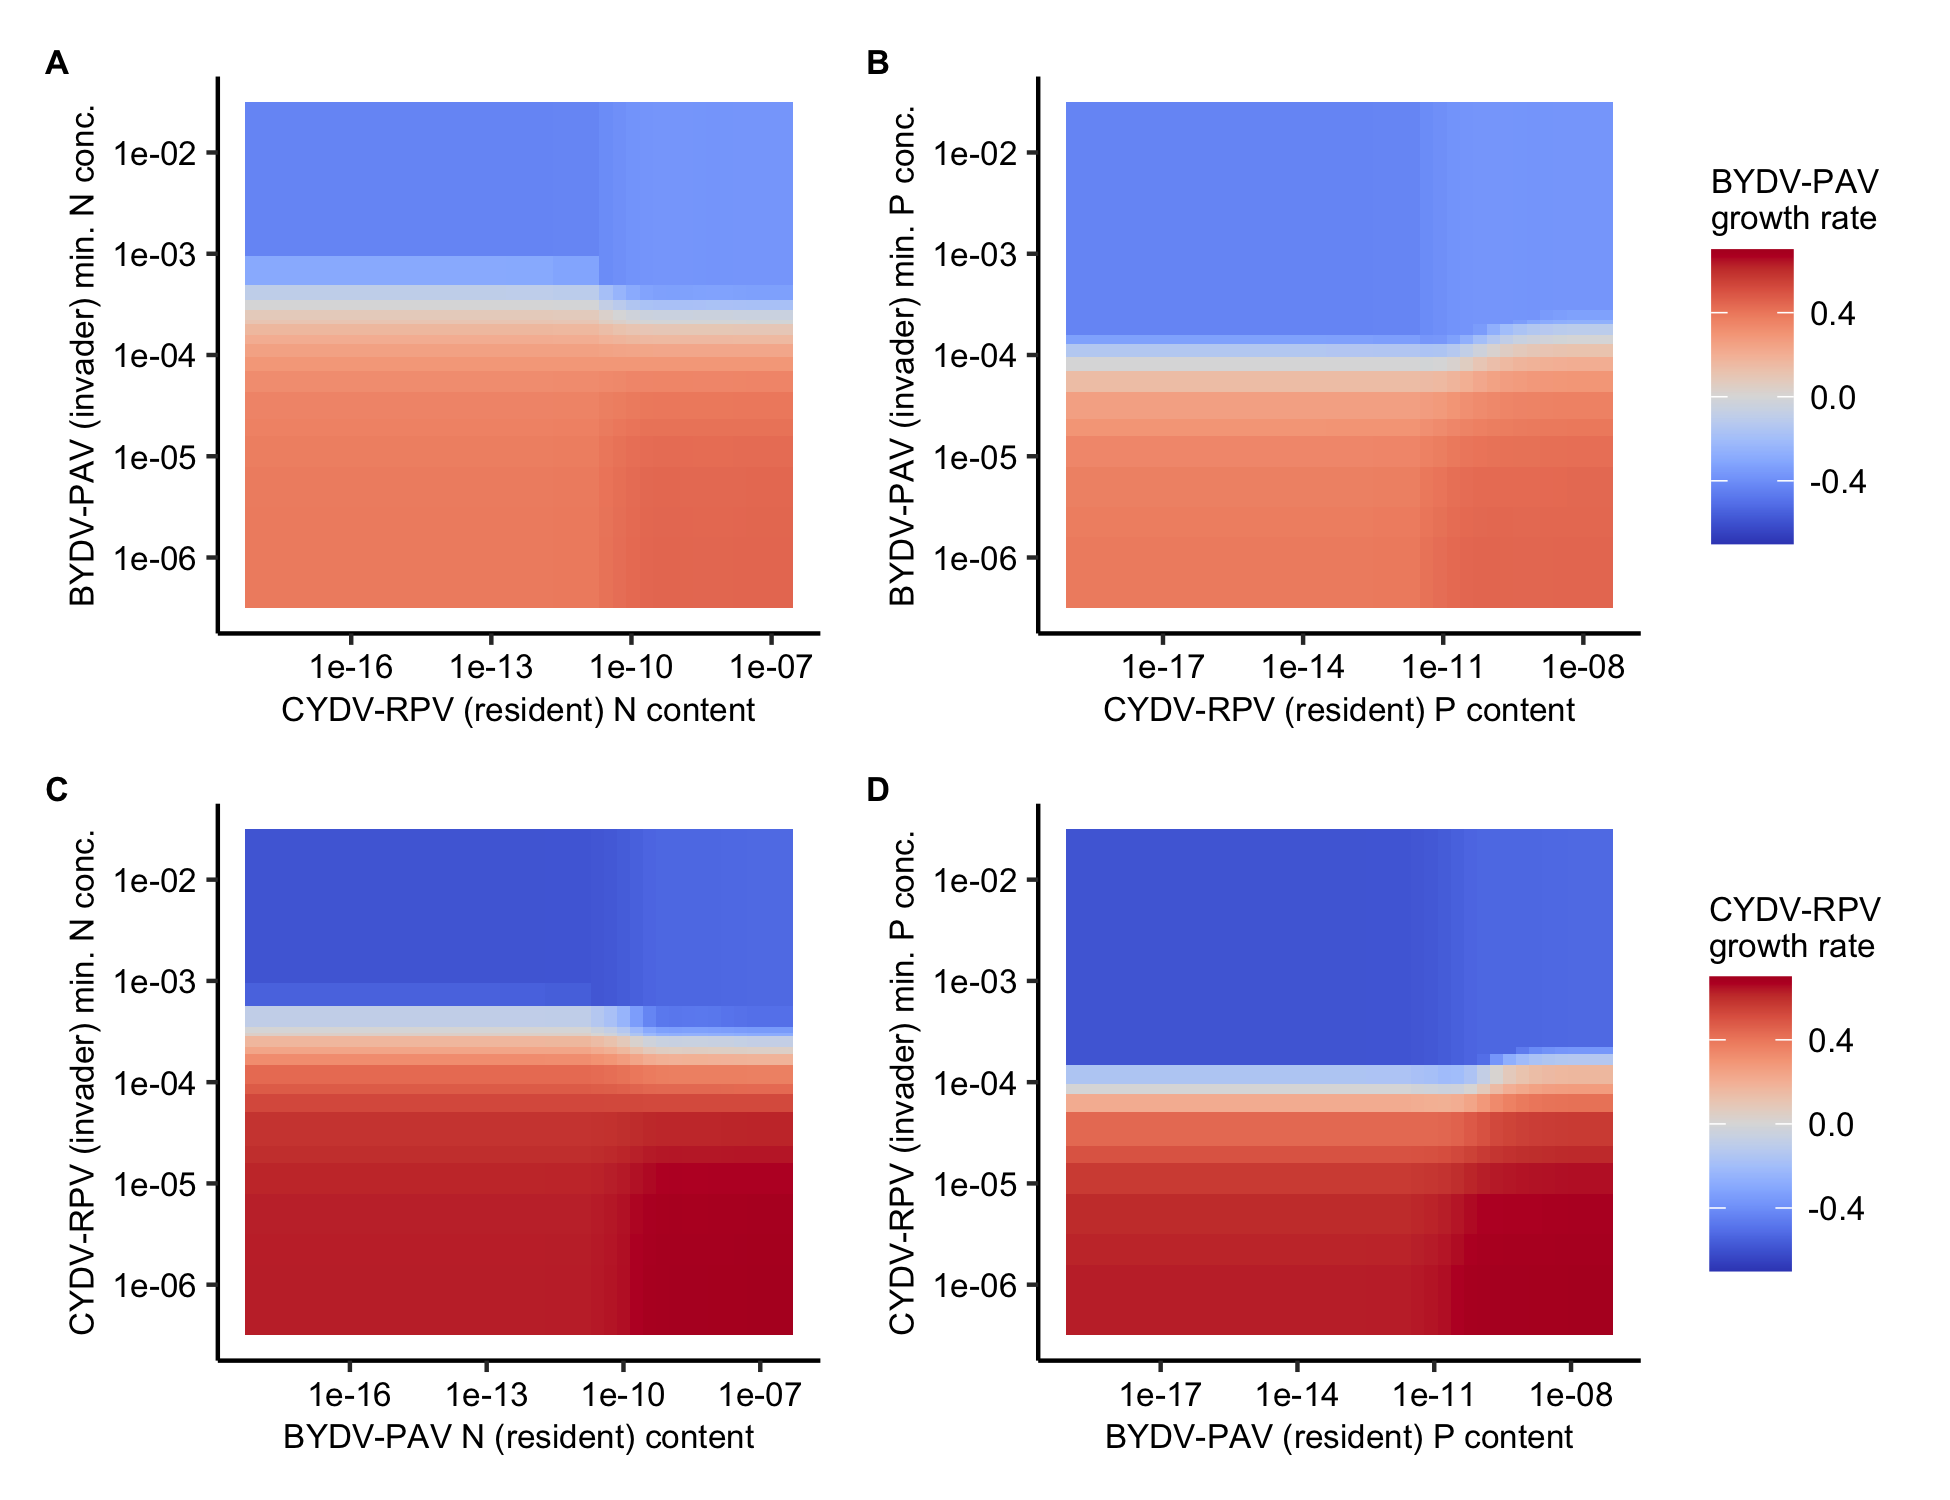 A
BYDV-PAV (invader) min. N conc.
1e-02
1e-03
1e-04
1e-05
1e-06
1e-16 1e-13 1e-10 1e-07
CYDV-RPV (resident) N content
B
BYDV-PAV (invader) min. P conc.
1e-02
1e-03
1e-04
1e-05
1e-06
1e-17 1e-14 1e-11 1e-08
CYDV-RPV (resident) P content
BYDV-PAV
growth rate
0.4
0.0
-0.4
C
CYDV-RPV (invader) min. N conc.
1e-02
1e-03
1e-04
1e-05
1e-06
1e-16 1e-13 1e-10 1e-07
BYDV-PAV N (resident) content
D
CYDV-RPV (invader) min. P conc.
1e-02
1e-03
1e-04
1e-05
1e-06
1e-17 1e-14 1e-11 1e-08
BYDV-PAV (resident) P content
CYDV-RPV
growth rate
0.4
0.0
-0.4